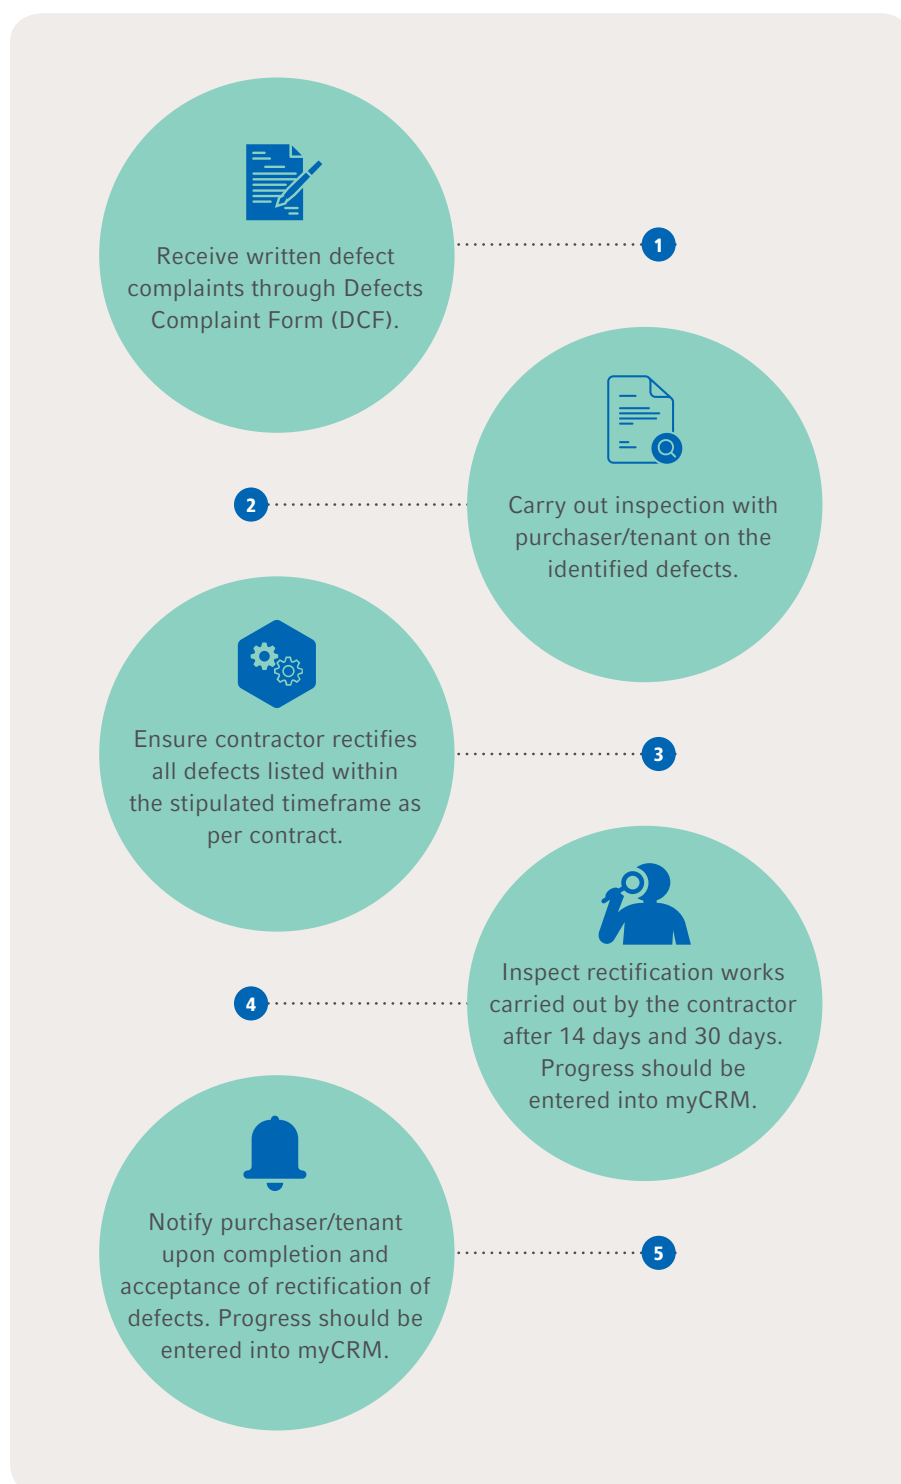 Receive written defect
complaints through Defects
Complaint Form (DCF).
1
Carry out inspection with
purchaser/tenant on the
identified defects.
2
Ensure contractor rectifies
all defects listed within
the stipulated timeframe as
per contract.
3
Inspect rectification works
carried out by the contractor
after 14 days and 30 days.
Progress should be
entered into myCRM.
4
Notify purchaser/tenant
upon completion and
acceptance of rectification of
defects. Progress should be
entered into myCRM.
5